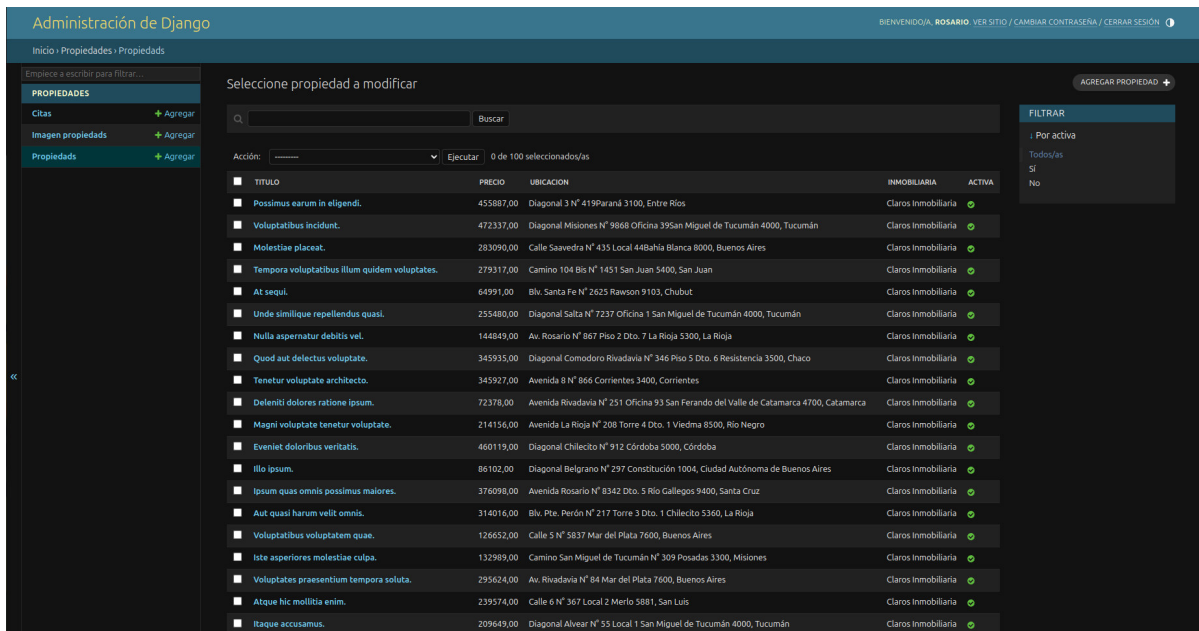 Administración de Django
BIENVENIDO/A, ROSARIO. VER SITIO / CAMBIAR CONTRASEÑA / CERRAR SESIÓN
Inicio › Propiedades › Propiedads
Empiece a escribir para filtrar...
PROPIEDADES
Citas + Agregar
Imagen propiedads + Agregar
Propiedads + Agregar
«
Seleccione propiedad a modificar
AGREGAR PROPIEDAD +
Buscar
Acción: --------- Ejecutar 0 de 100 seleccionados/as
TITULO PRECIO UBICACION INMOBILIARIA ACTIVA
Possimus earum in eligendi. 455887,00 Diagonal 3 N° 419Paraná 3100, Entre Ríos Claros Inmobiliaria
Voluptatibus incidunt. 472337,00 Diagonal Misiones N° 9868 Oficina 39San Miguel de Tucumán 4000, Tucumán Claros Inmobiliaria
Molestiae placeat. 283090,00 Calle Saavedra N° 435 Local 44Bahía Blanca 8000, Buenos Aires Claros Inmobiliaria
Tempora voluptatibus illum quidem voluptates. 279317,00 Camino 104 Bis N° 1451 San Juan 5400, San Juan Claros Inmobiliaria
At sequi. 64991,00 Blv. Santa Fe N° 2625 Rawson 9103, Chubut Claros Inmobiliaria
Unde similique repellendus quasi. 255480,00 Diagonal Salta N° 7237 Oficina 1 San Miguel de Tucumán 4000, Tucumán Claros Inmobiliaria
Nulla aspernatur debitis vel. 144849,00 Av. Rosario N° 867 Piso 2 Dto. 7 La Rioja 5300, La Rioja Claros Inmobiliaria
Quod aut delectus voluptate. 345935,00 Diagonal Comodoro Rivadavia N° 346 Piso 5 Dto. 6 Resistencia 3500, Chaco Claros Inmobiliaria
Tenetur voluptate architecto. 345927,00 Avenida 8 N° 866 Corrientes 3400, Corrientes Claros Inmobiliaria
Deleniti dolores ratione ipsum. 72378,00 Avenida Rivadavia N° 251 Oficina 93 San Ferando del Valle de Catamarca 4700, Catamarca Claros Inmobiliaria
Magni voluptate tenetur voluptate. 214156,00 Avenida La Rioja N° 208 Torre 4 Dto. 1 Viedma 8500, Río Negro Claros Inmobiliaria
Eveniet doloribus veritatis. 460119,00 Diagonal Chilecito N° 912 Córdoba 5000, Córdoba Claros Inmobiliaria
Illo ipsum. 86102,00 Diagonal Belgrano N° 297 Constitución 1004, Ciudad Autónoma de Buenos Aires Claros Inmobiliaria
Ipsum quas omnis possimus maiores. 376098,00 Avenida Rosario N° 8342 Dto. 5 Río Gallegos 9400, Santa Cruz Claros Inmobiliaria
Aut quasi harum velit omnis. 314016,00 Blv. Pte. Perón N° 217 Torre 3 Dto. 1 Chilecito 5360, La Rioja Claros Inmobiliaria
Voluptatibus voluptatem quae. 126652,00 Calle 5 N° 5837 Mar del Plata 7600, Buenos Aires Claros Inmobiliaria
Iste asperiores molestiae culpa. 132989,00 Camino San Miguel de Tucumán N° 309 Posadas 3300, Misiones Claros Inmobiliaria
Voluptates praesentium tempora soluta. 295624,00 Av. Rivadavia N° 84 Mar del Plata 7600, Buenos Aires Claros Inmobiliaria
Atque hic mollitia enim. 239574,00 Calle 6 N° 367 Local 2 Merlo 5881, San Luis Claros Inmobiliaria
Itaque accusamus. 209649,00 Diagonal Alvear N° 55 Local 1 San Miguel de Tucumán 4000, Tucumán Claros Inmobiliaria
FILTRAR
↓ Por activa
Todos/as
Sí
No